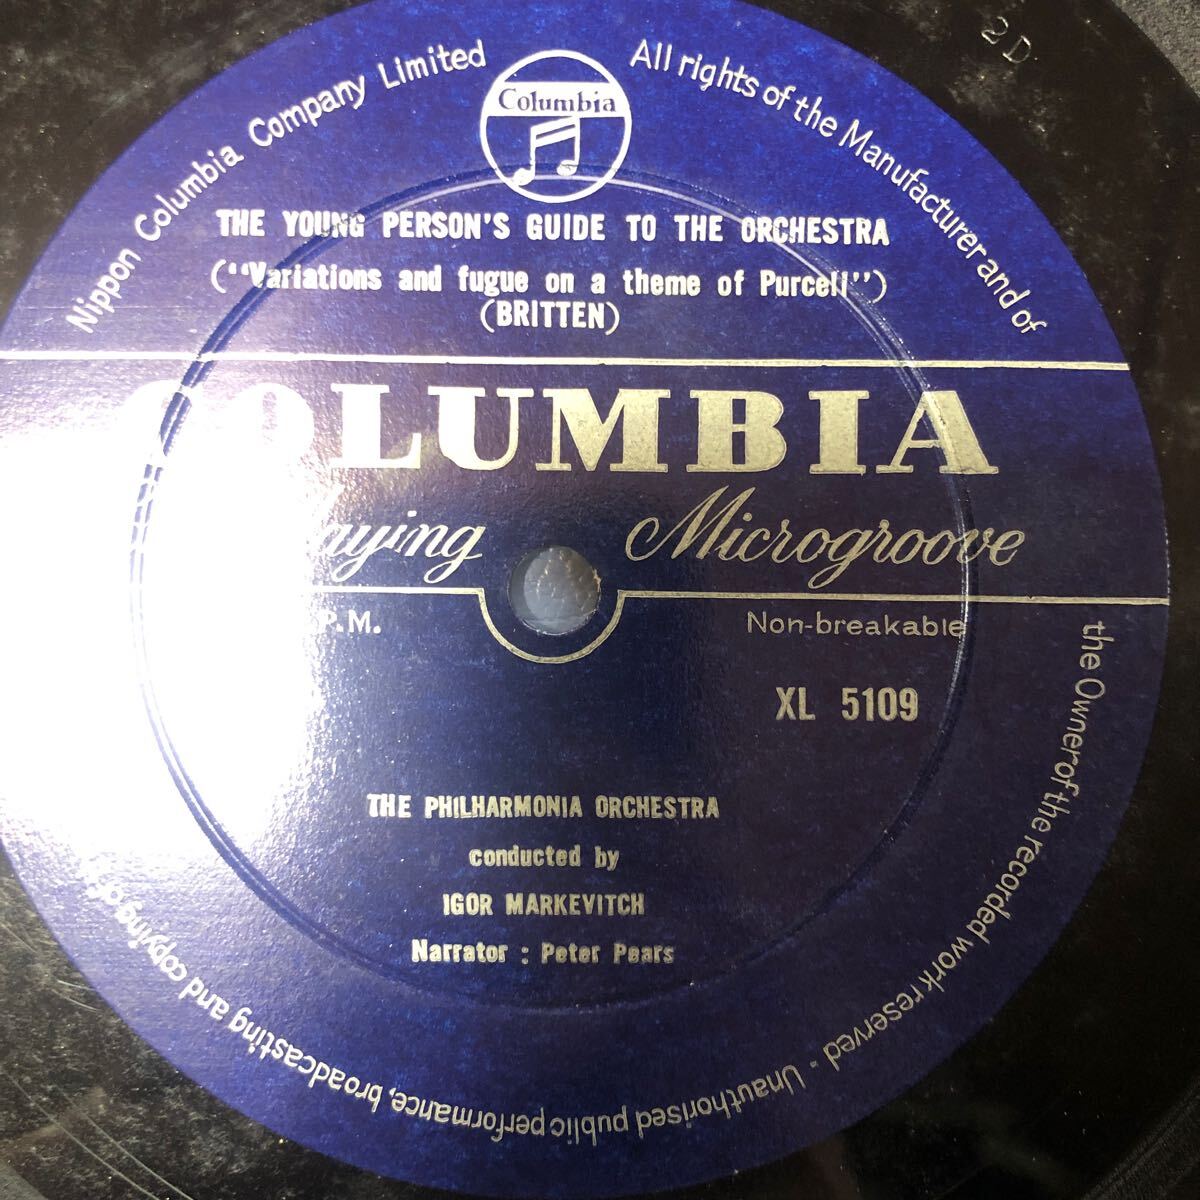 2D
Nippon Columbia Company Limited
All rights of the Manufacturer and of the Owner of the recorded work reserved - Unauthorised public performance, broadcasting and copying
Columbia
THE YOUNG PERSON'S GUIDE TO THE ORCHESTRA
("Variations and fugue on a theme of Purcell")
(BRITTEN)
COLUMBIA
Microgroove
P.M.
Non-breakable
XL 5109
THE PHILHARMONIA ORCHESTRA
conducted by
IGOR MARKEVITCH
Narrator : Peter Pears